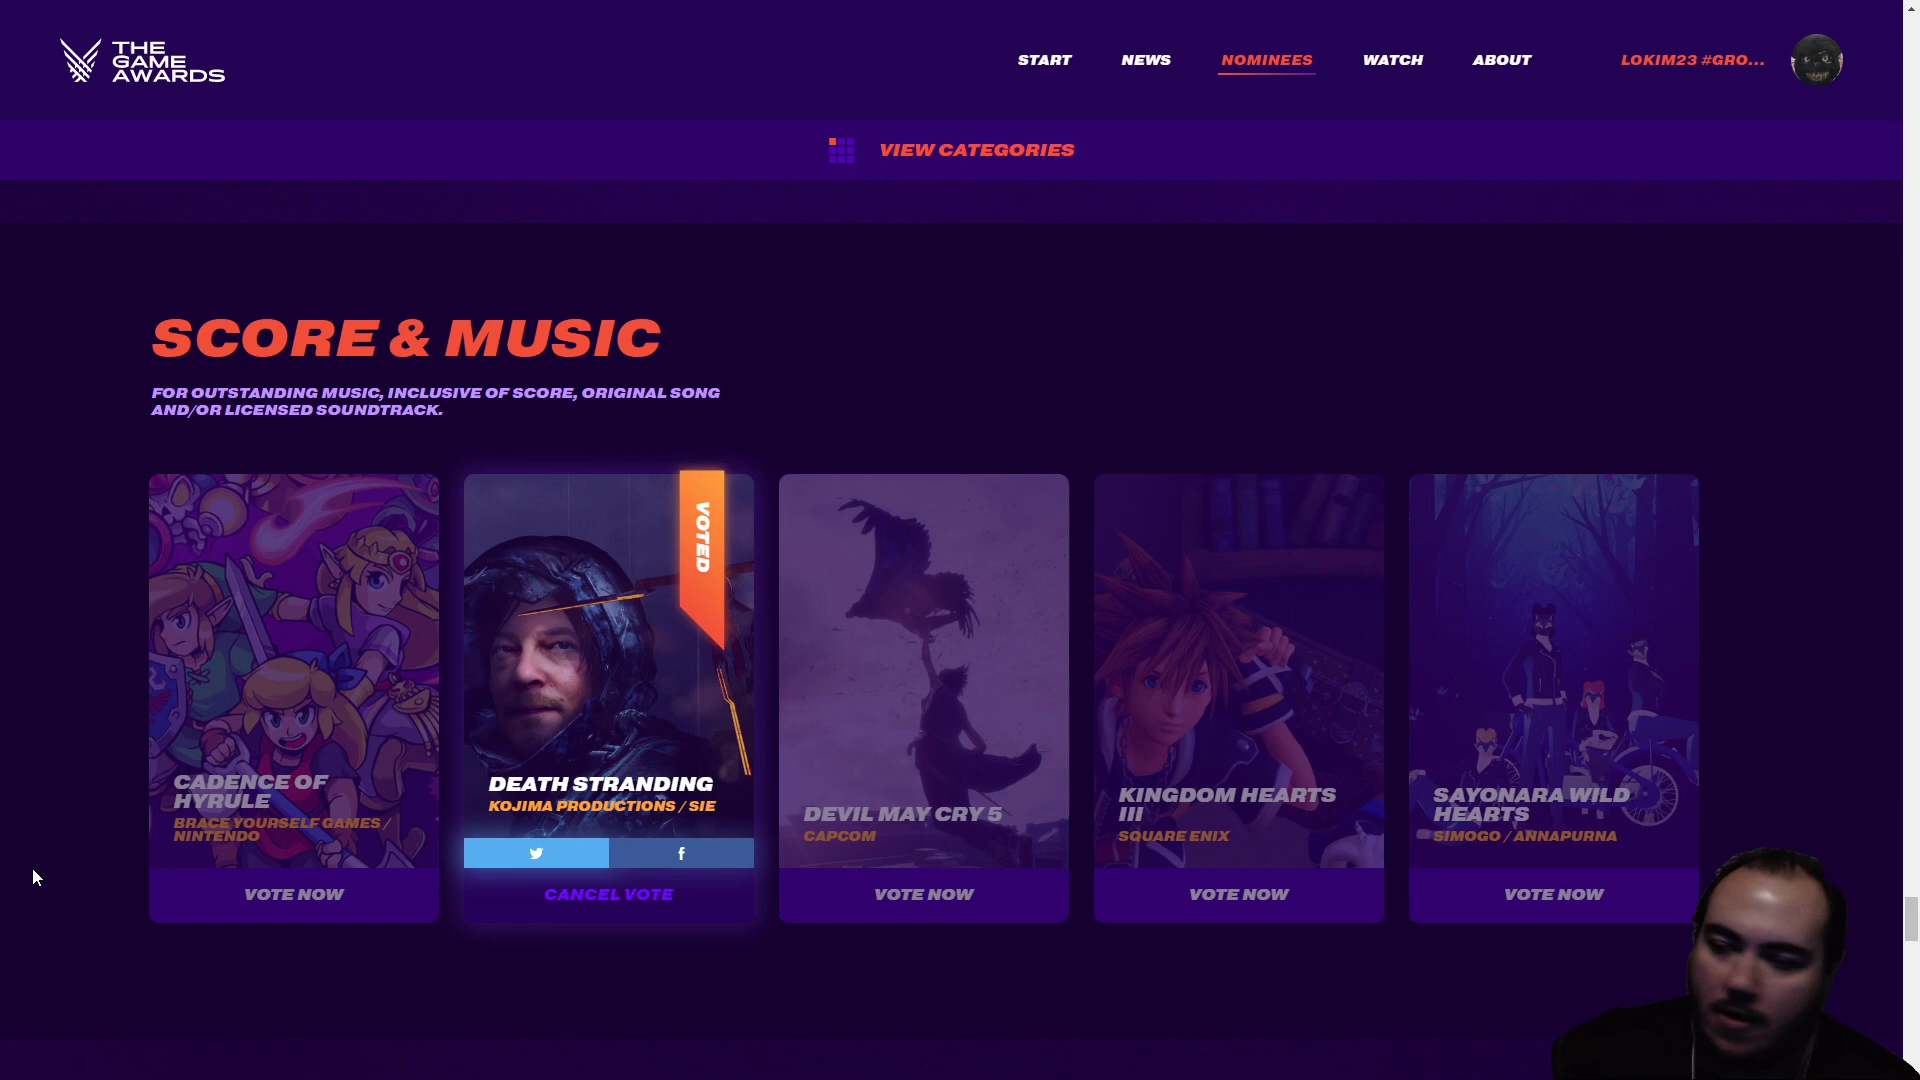 THE
GAME
AWARDS
START
NEWS
NOMINEES
WATCH
ABOUT
LOKIM23 #GRO...
VIEW CATEGORIES
SCORE & MUSIC
FOR OUTSTANDING MUSIC, INCLUSIVE OF SCORE, ORIGINAL SONG
AND/OR LICENSED SOUNDTRACK.
CADENCE OF
HYRULE
BRACE YOURSELF GAMES /
NINTENDO
VOTE NOW
VOTED
DEATH STRANDING
KOJIMA PRODUCTIONS / SIE
CANCEL VOTE
DEVIL MAY CRY 5
CAPCOM
VOTE NOW
KINGDOM HEARTS
III
SQUARE ENIX
VOTE NOW
SAYONARA WILD
HEARTS
SIMOGO / ANNAPURNA
VOTE NOW